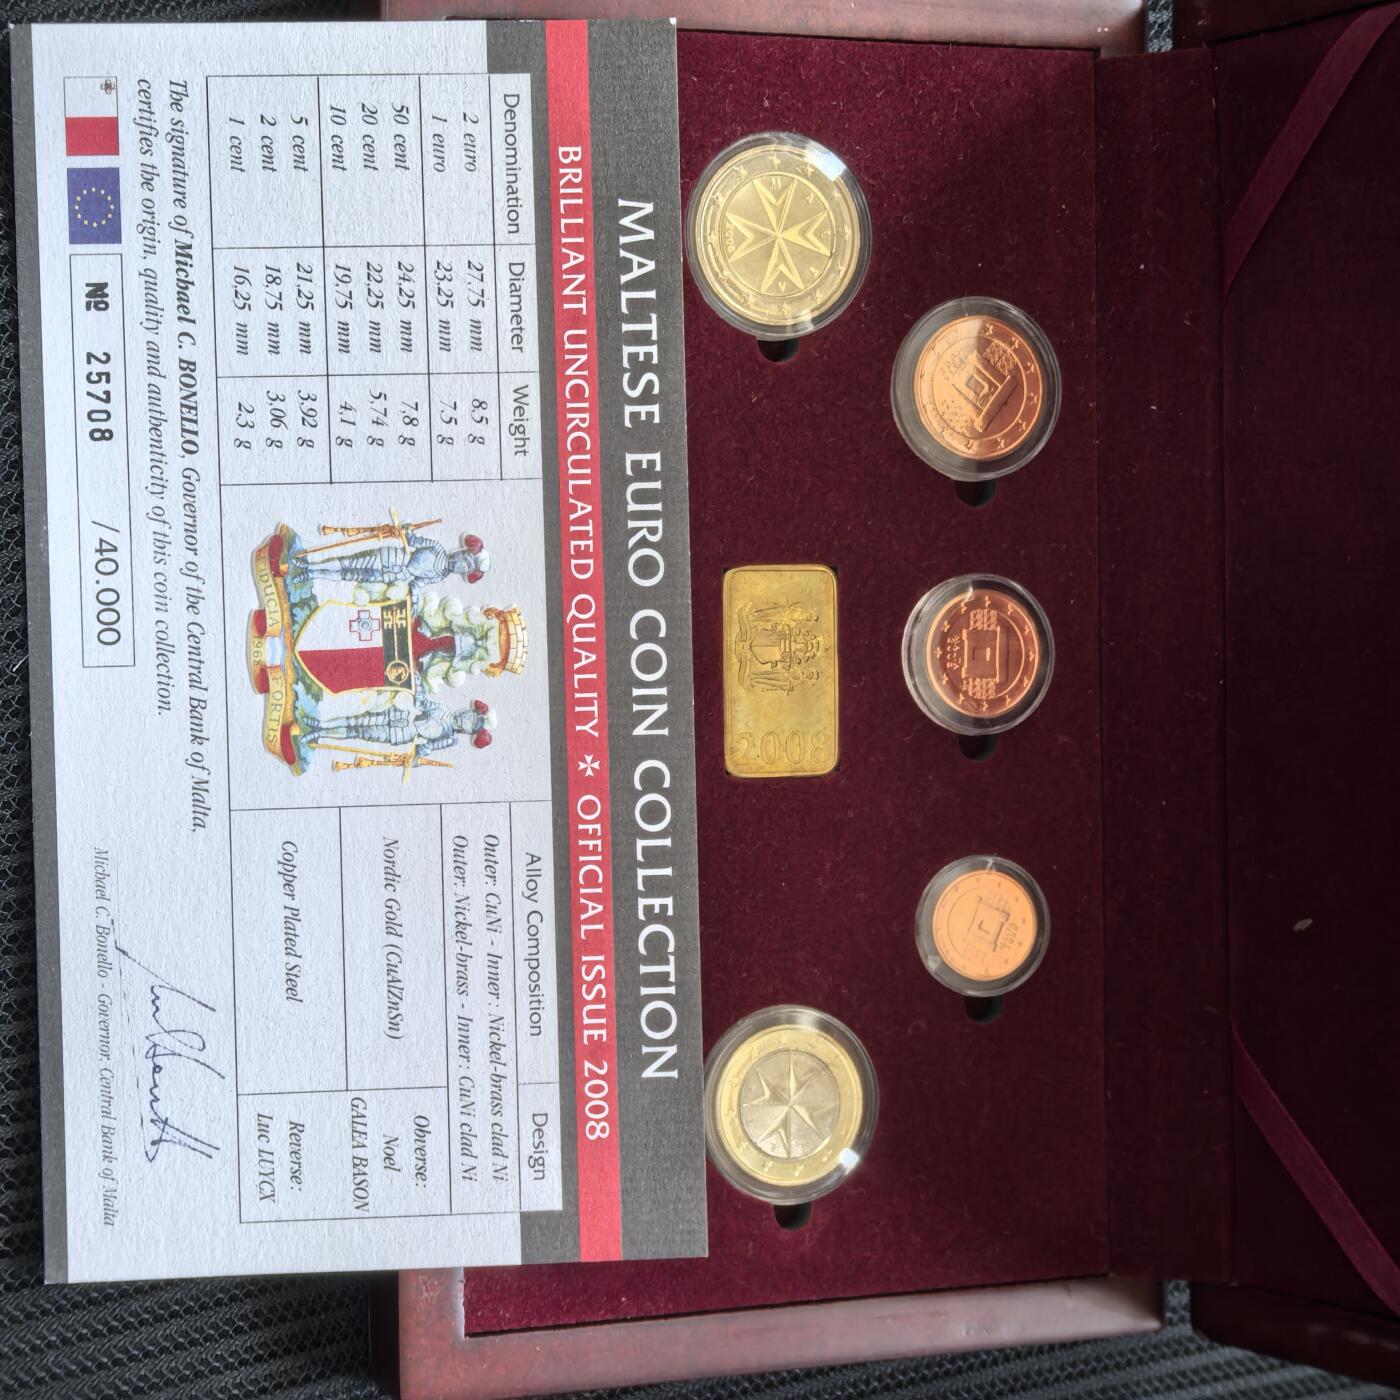 MALTESE EURO COIN COLLECTION
BRILLIANT UNCIRCULATED QUALITY ✠ OFFICIAL ISSUE 2008
Denomination Diameter Weight
2 euro 27.75 mm 8.5 g
1 euro 23.25 mm 7.5 g
50 cent 24.25 mm 7.8 g
20 cent 22.25 mm 5.74 g
10 cent 19.75 mm 4.1 g
5 cent 21.25 mm 3.92 g
2 cent 18.75 mm 3.06 g
1 cent 16.25 mm 2.3 g
FORTIS
Alloy Composition Design
Outer: CuNi - Inner : Nickel-brass clad Ni
Outer: Nickel-brass - Inner: CuNi clad Ni
Nordic Gold (CuAlZnSn)
Copper Plated Steel
Obverse:
Noel
GALEA BASON
Reverse:
Luc LUYCX
The signature of Michael C. BONELLO, Governor of the Central Bank of Malta,
certifies the origin, quality and authenticity of this coin collection.
Nº 25708 /40.000
Michael C. Bonello - Governor, Central Bank of Malta
2008